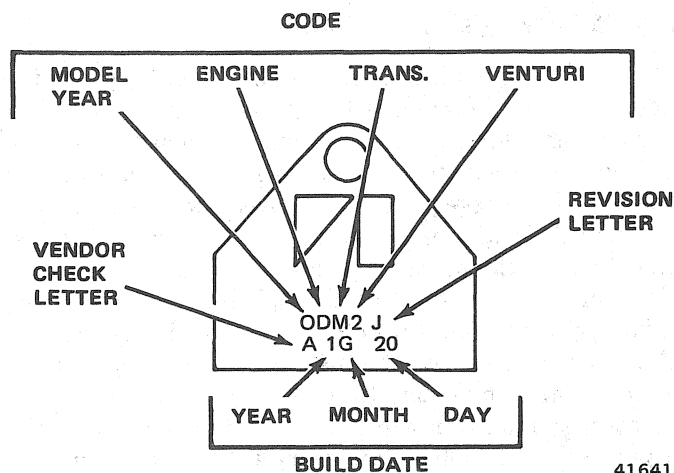 CODE
MODEL YEAR
ENGINE
TRANS.
VENTURI
REVISION LETTER
VENDOR CHECK LETTER
ODM2 J
A 1G 20
YEAR MONTH DAY
BUILD DATE
41641